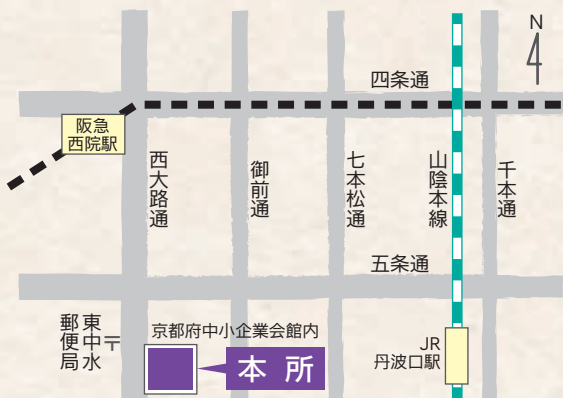 N
四条通
阪急
西院駅
西大路通
御前通
七本松通
山陰本線
千本通
五条通
東中水
郵便局
〒
京都府中小企業会館内
本所
JR
丹波口駅